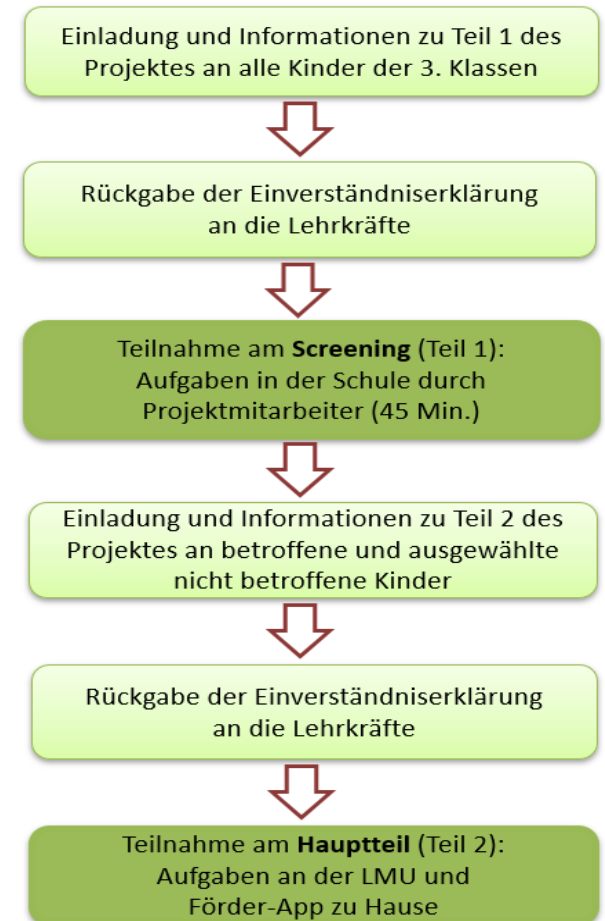 Einladung und Informationen zu Teil 1 des
Projektes an alle Kinder der 3. Klassen
Rückgabe der Einverständniserklärung
an die Lehrkräfte
Teilnahme am Screening (Teil 1):
Aufgaben in der Schule durch
Projektmitarbeiter (45 Min.)
Einladung und Informationen zu Teil 2 des
Projektes an betroffene und ausgewählte
nicht betroffene Kinder
Rückgabe der Einverständniserklärung
an die Lehrkräfte
Teilnahme am Hauptteil (Teil 2):
Aufgaben an der LMU und
Förder-App zu Hause